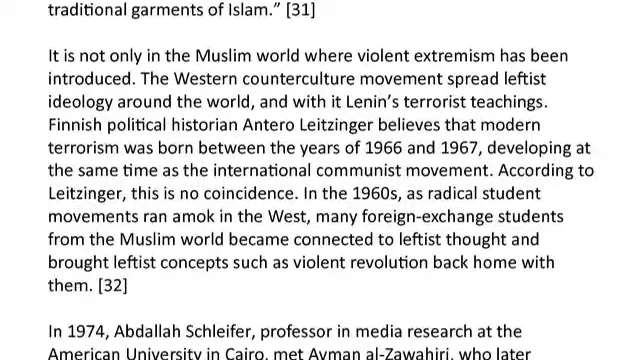 traditional garments of Islam.” [31]
It is not only in the Muslim world where violent extremism has been
introduced. The Western counterculture movement spread leftist
ideology around the world, and with it Lenin’s terrorist teachings.
Finnish political historian Antero Leitzinger believes that modern
terrorism was born between the years of 1966 and 1967, developing at
the same time as the international communist movement. According to
Leitzinger, this is no coincidence. In the 1960s, as radical student
movements ran amok in the West, many foreign-exchange students
from the Muslim world became connected to leftist thought and
brought leftist concepts such as violent revolution back home with
them. [32]
In 1974, Abdallah Schleifer, professor in media research at the
American University in Cairo, met Ayman al-Zawahiri, who later